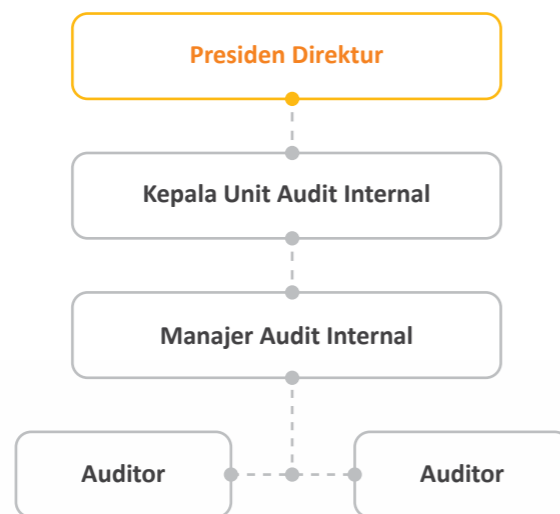 Presiden Direktur
Kepala Unit Audit Internal
Manajer Audit Internal
Auditor
Auditor